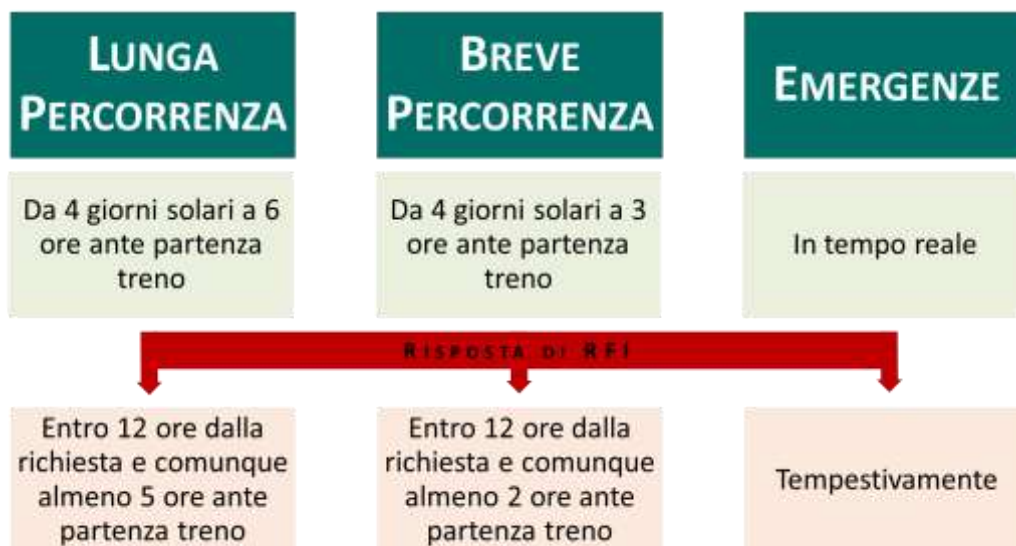 LUNGA
PERCORRENZA
BREVE
PERCORRENZA
EMERGENZE
Da 4 giorni solari a 6
ore ante partenza
treno
Da 4 giorni solari a 3
ore ante partenza
treno
In tempo reale
RISPOSTA DI RFI
Entro 12 ore dalla
richiesta e comunque
almeno 5 ore ante
partenza treno
Entro 12 ore dalla
richiesta e comunque
almeno 2 ore ante
partenza treno
Tempestivamente